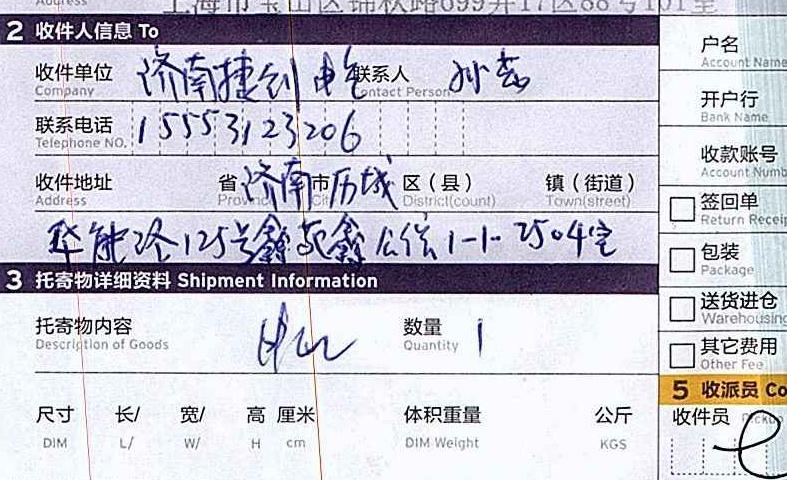 Address 上海市宝山区锦秋路699弄17区88号101室
2 收件人信息 To
收件单位 济南捷创 联系人 孙
Company Contact Person
联系电话 15553123206
Telephone NO.
收件地址 省 济南 市 历城 区（县） 镇（街道）
Address Province City District(count) Town(street)
华能路125号鑫苑鑫公馆1-1-2504室
3 托寄物详细资料 Shipment Information
托寄物内容 数量 1
Description of Goods Quantity
尺寸 长/ 宽/ 高 厘米 体积重量 公斤
DIM L/ W/ H cm DIM Weight KGS
户名
Account Name
开户行
Bank Name
收款账号
Account Numb
签回单
Return Receip
包装
Package
送货进仓
Warehousing
其它费用
Other Fee
5 收派员 Co
收件员 Pickup